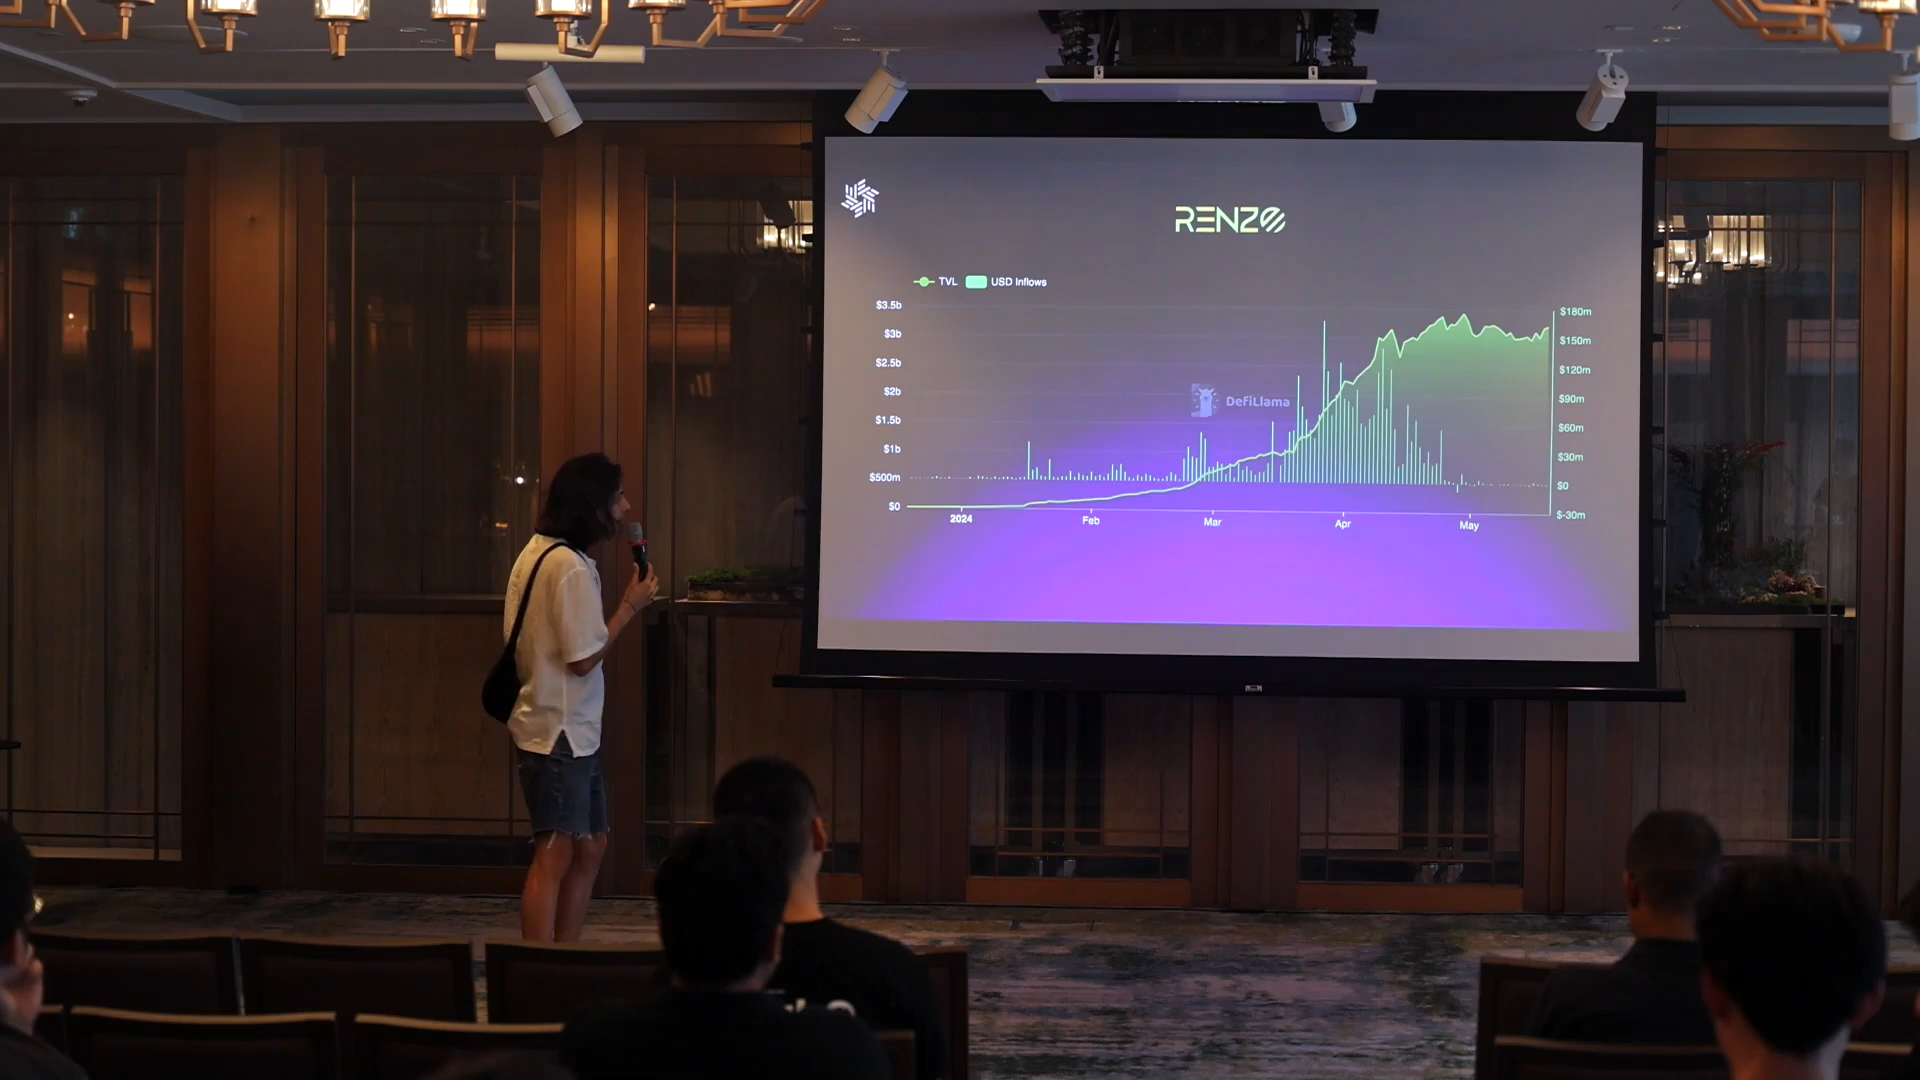 RENZO
TVL USD Inflows
$3.5b
$3b
$2.5b
$2b
$1.5b
$1b
$500m
$0
$180m
$150m
$120m
$90m
$60m
$30m
$0
$-30m
DefiLlama
2024 Feb Mar Apr May